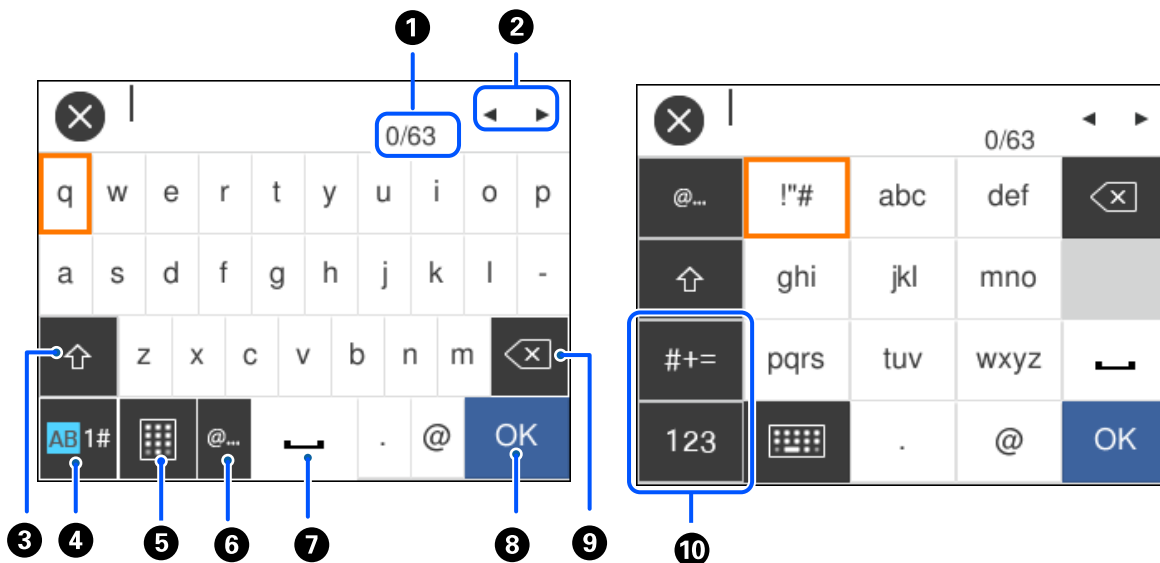 1 2
0/63
0/63
q w e r t y u i o p
@... !"# abc def
a s d f g h j k l -
ghi jkl mno
z x c v b n m
#+= pqrs tuv wxyz
AB 1# @... . @ OK
123 . @ OK
3 4 5 6 7 8 9 10